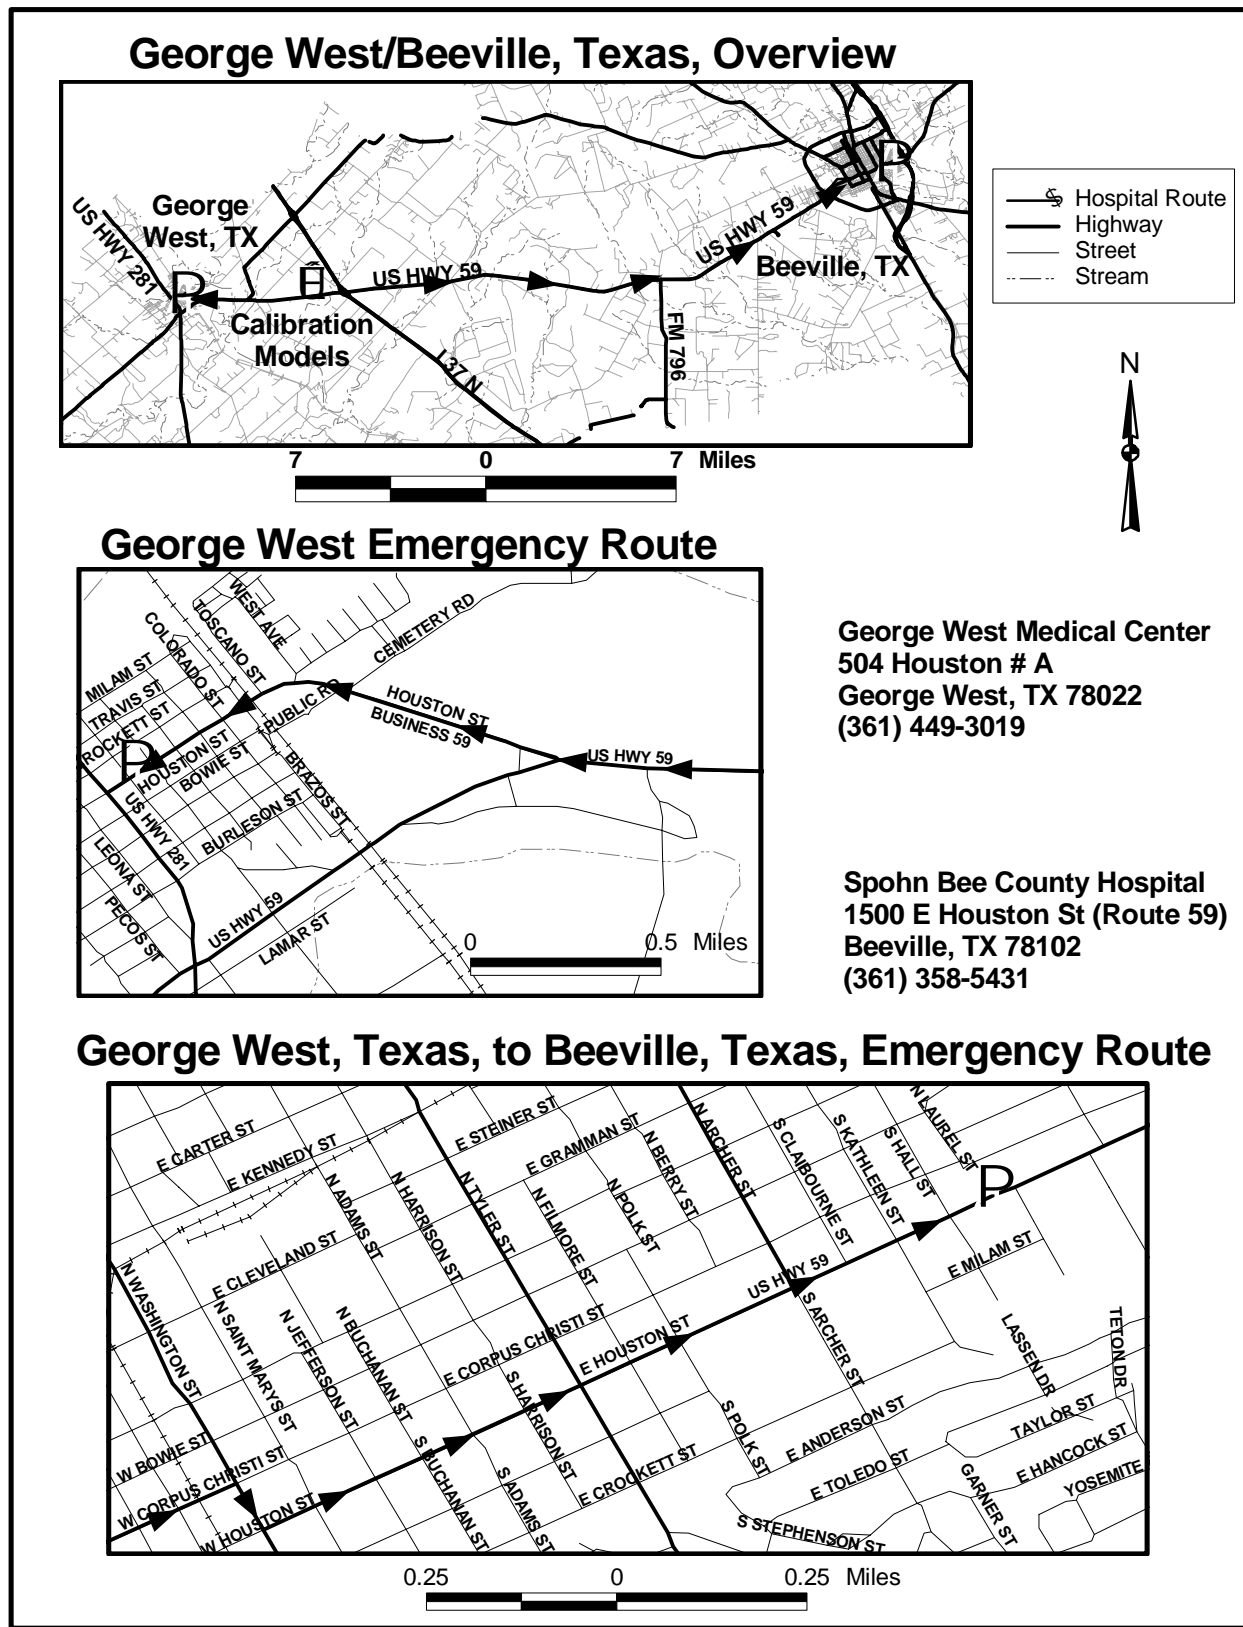 George West/Beeville, Texas, Overview
US HWY 281
George
West, TX
P
H
Calibration
Models
US HWY 59
I-37 N
FM 796
US HWY 59
Beeville, TX
P
Hospital Route
Highway
Street
Stream
7 0 7 Miles
N
George West Emergency Route
WEST AVE
TOSCANO ST
COLORADO ST
CEMETERY RD
MILAM ST
TRAVIS ST
ROCKETT ST
PUBLIC RD
HOUSTON ST
BUSINESS 59
US HWY 59
P
HOUSTON ST
BOWIE ST
BRAZOS ST
US HWY 281
BURLESON ST
LEONA ST
PECOS ST
US HWY 59
LAMAR ST
0 0.5 Miles
George West Medical Center
504 Houston # A
George West, TX 78022
(361) 449-3019
Spohn Bee County Hospital
1500 E Houston St (Route 59)
Beeville, TX 78102
(361) 358-5431
George West, Texas, to Beeville, Texas, Emergency Route
E CARTER ST
E KENNEDY ST
E STEINER ST
E GRAMMAN ST
N BERRY ST
N ARCHER ST
S CLAIBOURNE ST
S KATHLEEN ST
S HALL ST
N LAUREL ST
P
N ADAMS ST
N HARRISON ST
N TYLER ST
N FILMORE ST
N POLK ST
E CLEVELAND ST
N WASHINGTON ST
N SAINT MARYS ST
N JEFFERSON ST
N BUCHANAN ST
E CORPUS CHRISTI ST
E HOUSTON ST
US HWY 59
E MILAM ST
S ARCHER ST
LASSEN DR
TETON DR
W BOWIE ST
W CORPUS CHRISTI ST
W HOUSTON ST
S BUCHANAN ST
S HARRISON ST
S ADAMS ST
E CROCKETT ST
S POLK ST
E ANDERSON ST
E TOLEDO ST
S STEPHENSON ST
TAYLOR ST
E HANCOCK ST
GARNER ST
YOSEMITE
0.25 0 0.25 Miles